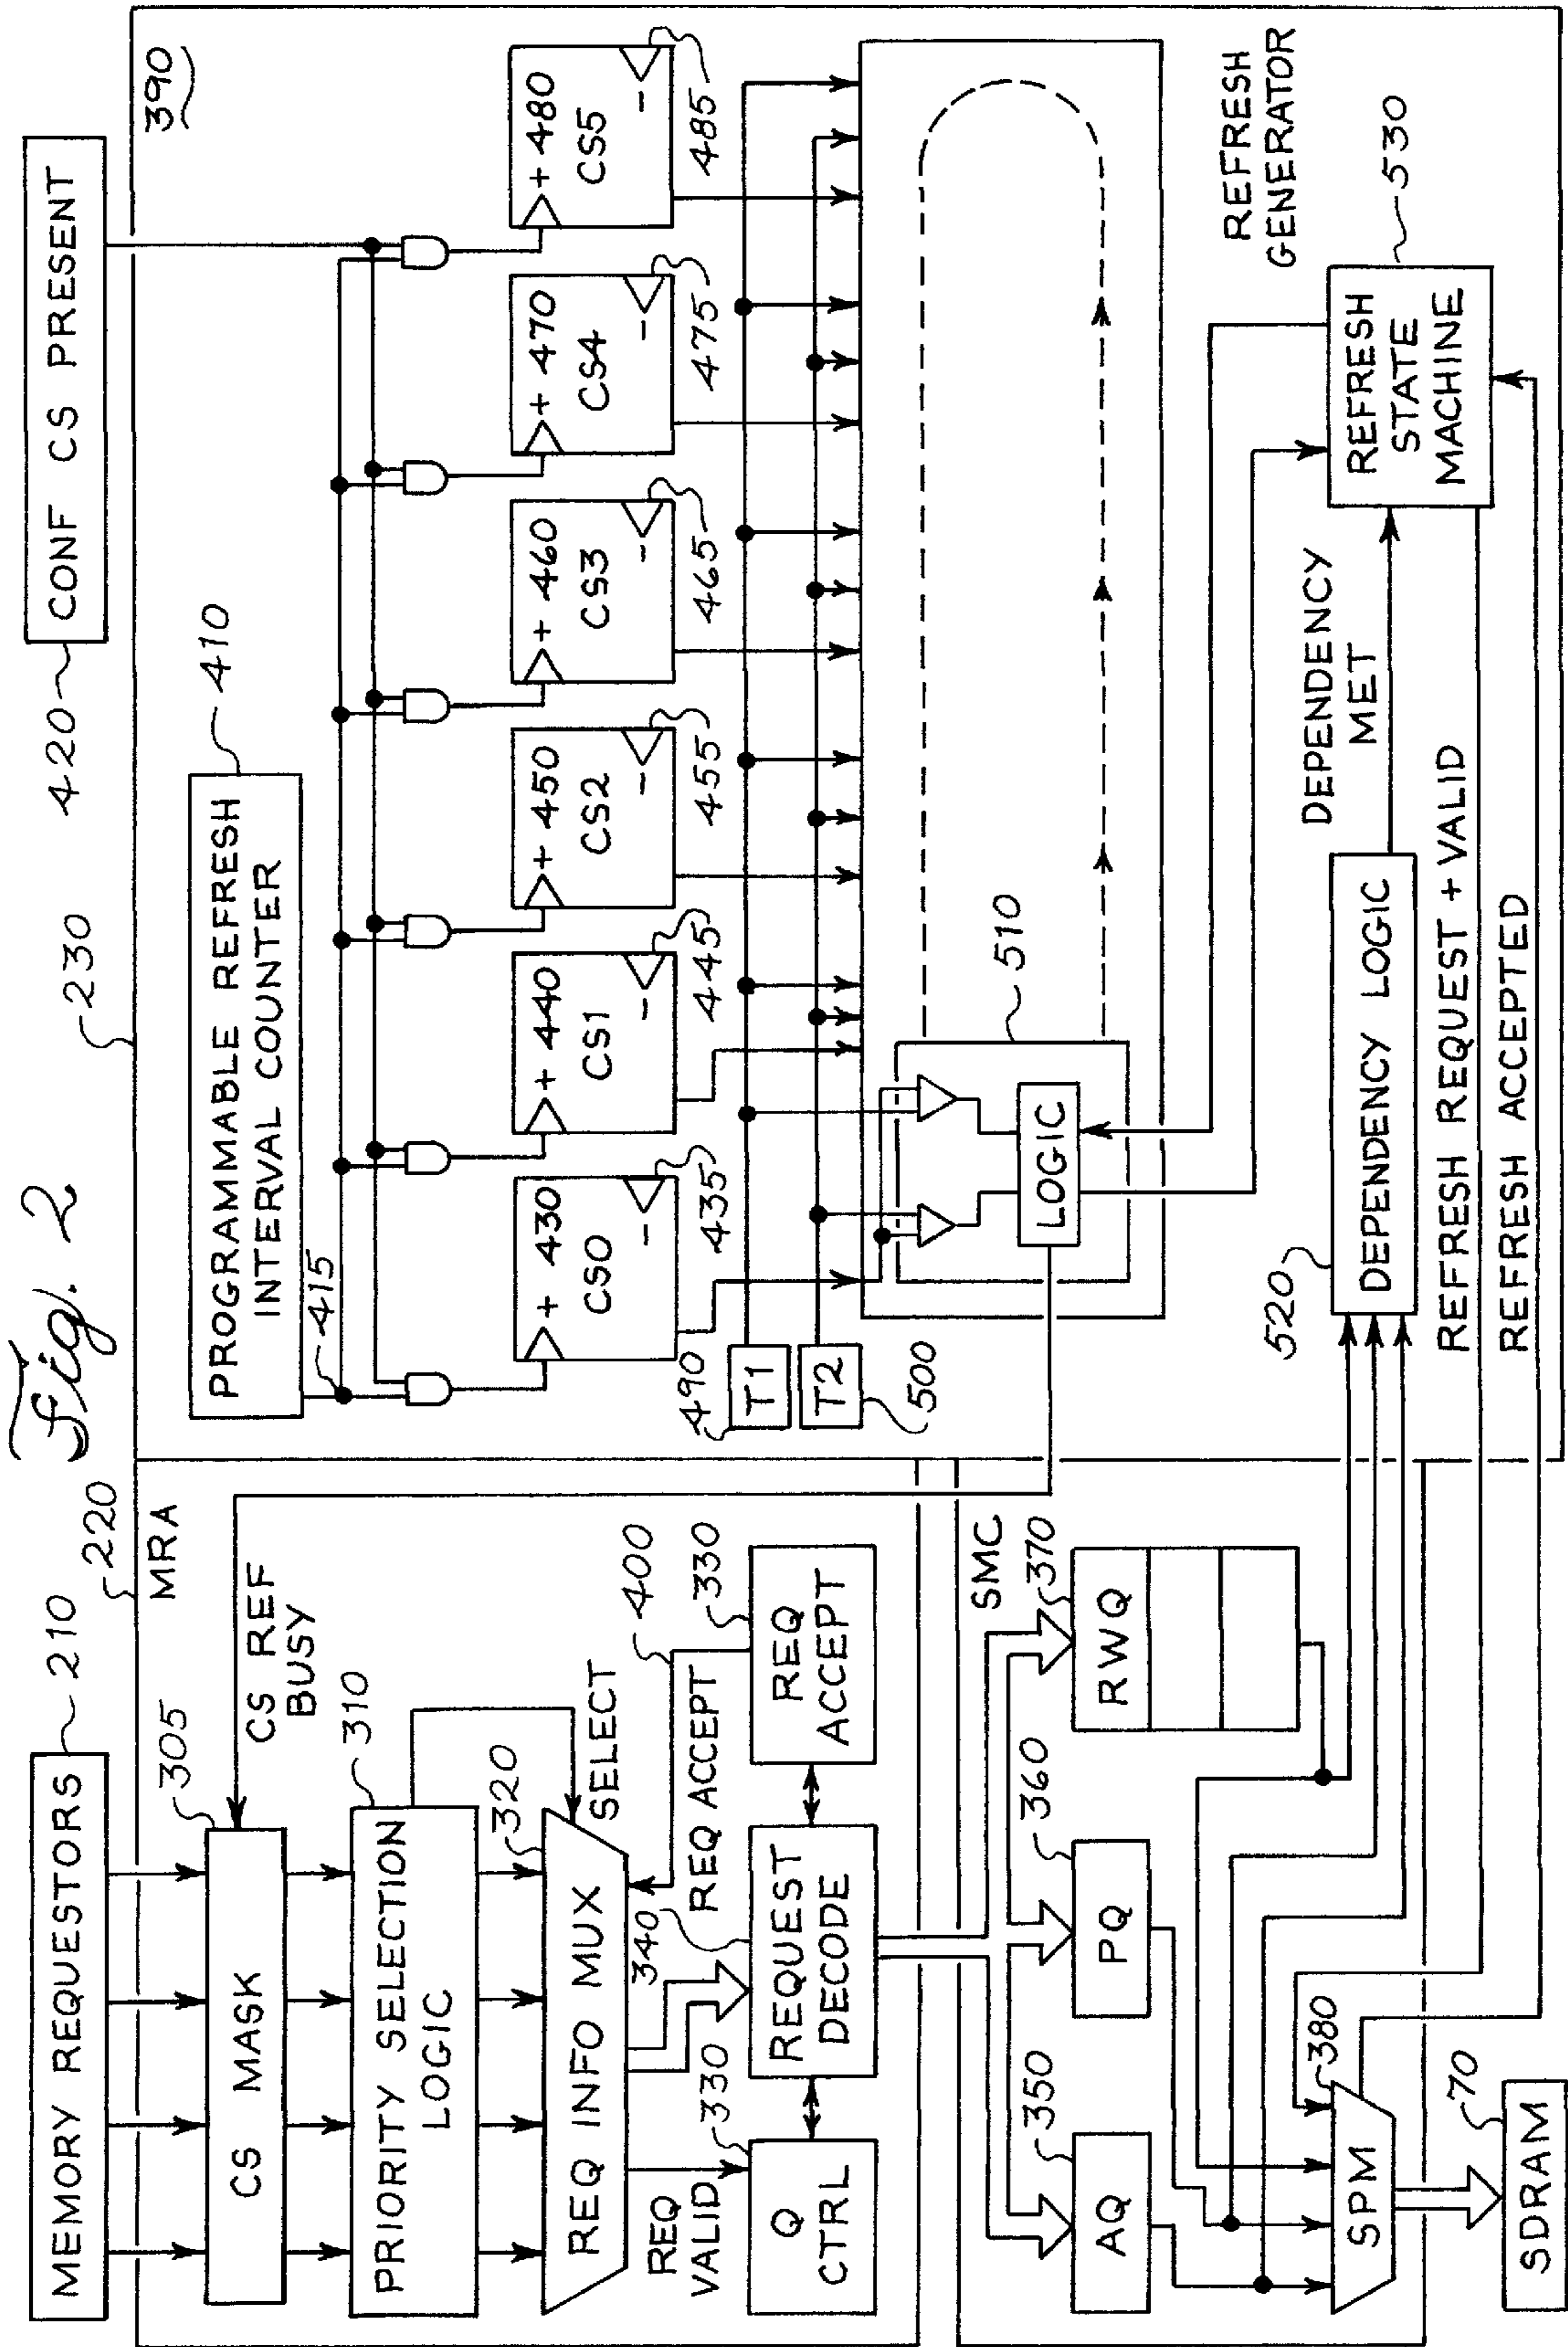 Fig. 2
MEMORY REQUESTORS
210
220
MRA
305
CS MASK
CS REF
BUSY
310
PRIORITY SELECTION
LOGIC
320
REQ INFO MUX
SELECT
400
REQ ACCEPT
REQ
VALID
330
340
330
Q
CTRL
REQUEST
DECODE
REQ
ACCEPT
SMC
350
360
370
AQ
PQ
RWQ
380
SPM
70
SDRAM
230
420
CONF CS PRESENT
390
410
PROGRAMMABLE REFRESH
INTERVAL COUNTER
415
+ 430
CS0
-
435
+ 440
CS1
-
445
+ 450
CS2
-
455
+ 460
CS3
-
465
+ 470
CS4
-
475
+ 480
CS5
-
485
490
T1
T2
500
510
LOGIC
REFRESH
GENERATOR
520
DEPENDENCY LOGIC
DEPENDENCY
MET
530
REFRESH
STATE
MACHINE
REFRESH REQUEST + VALID
REFRESH ACCEPTED